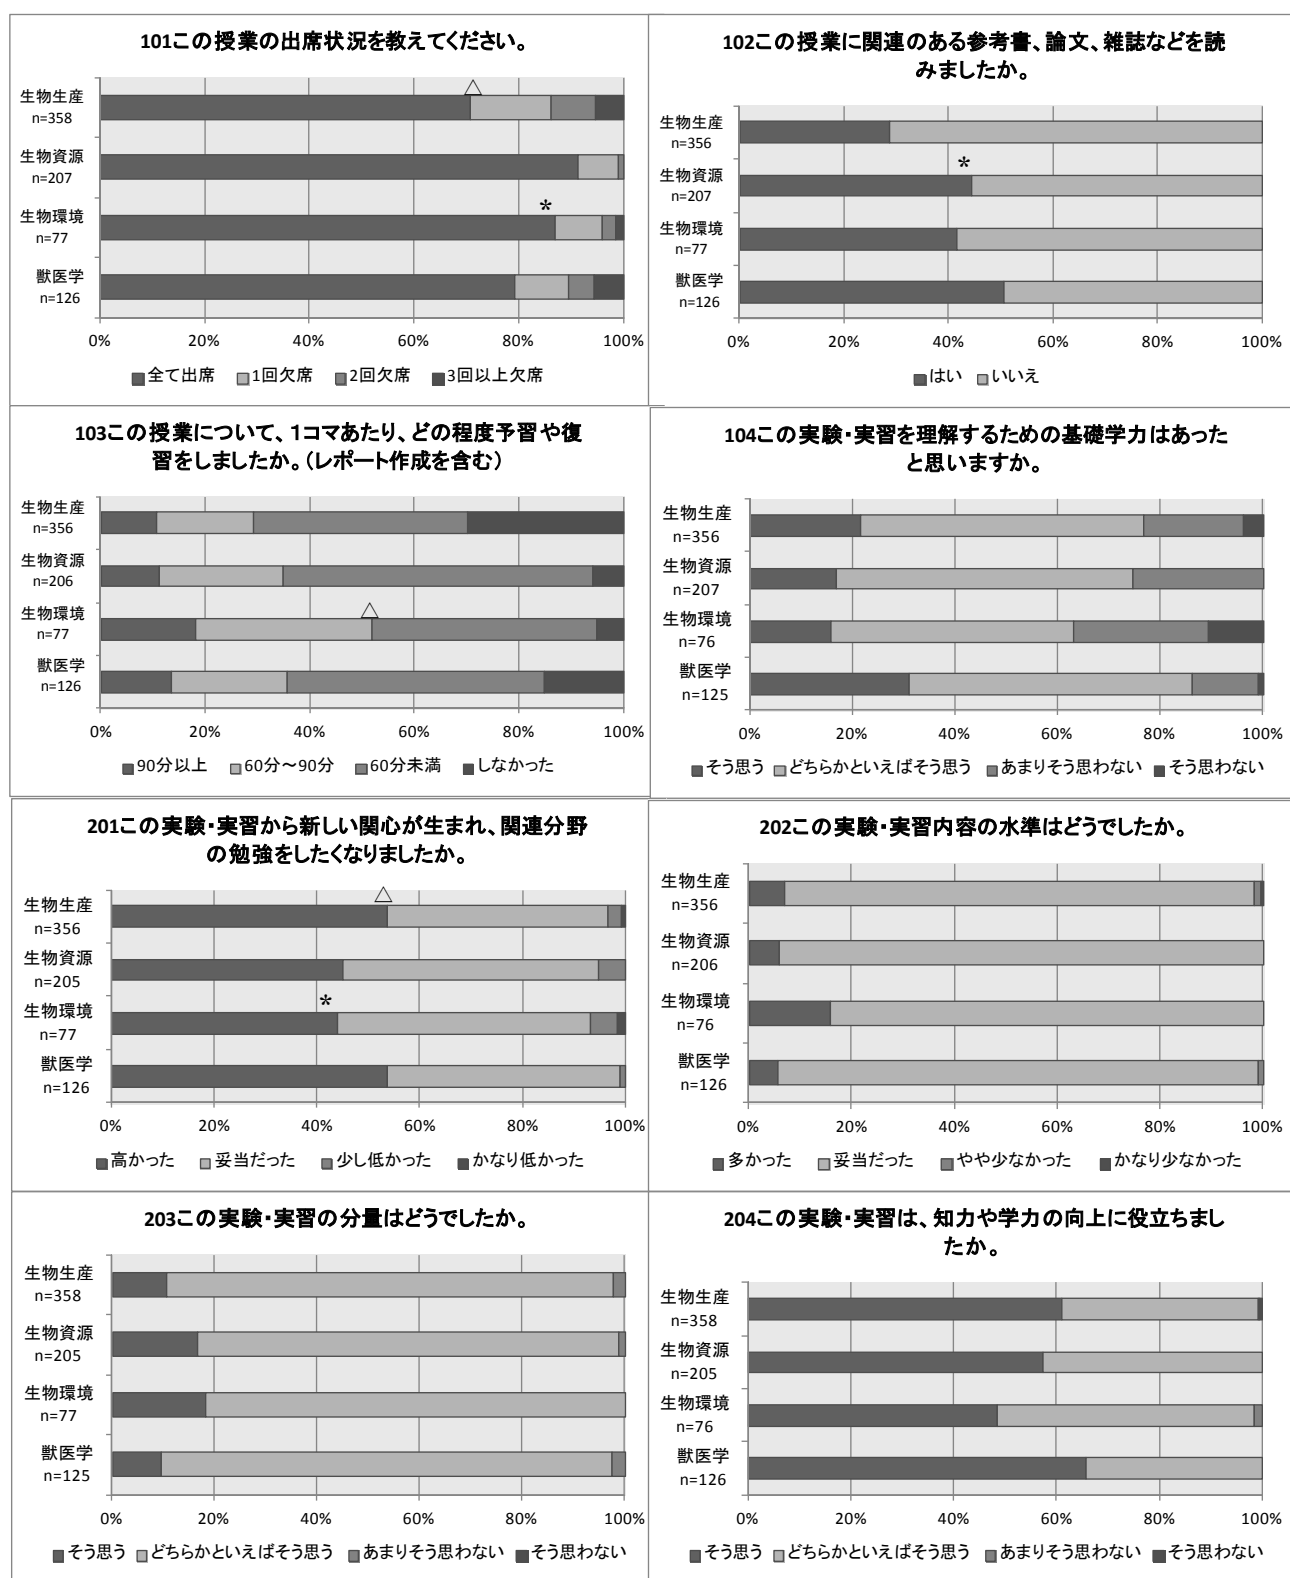 101この授業の出席状況を教えてください。
△
生物生産
n=358
生物資源
n=207
*
生物環境
n=77
獣医学
n=126
0% 20% 40% 60% 80% 100%
■全て出席 ■1回欠席 ■2回欠席 ■3回以上欠席
102この授業に関連のある参考書、論文、雑誌などを読
みましたか。
生物生産
n=356
*
生物資源
n=207
生物環境
n=77
獣医学
n=126
0% 20% 40% 60% 80% 100%
■はい ■いいえ
103この授業について、1コマあたり、どの程度予習や復
習をしましたか。(レポート作成を含む)
生物生産
n=356
生物資源
n=206
△
生物環境
n=77
獣医学
n=126
0% 20% 40% 60% 80% 100%
■90分以上 ■60分～90分 ■60分未満 ■しなかった
104この実験・実習を理解するための基礎学力はあった
と思いますか。
生物生産
n=356
生物資源
n=207
生物環境
n=76
獣医学
n=125
0% 20% 40% 60% 80% 100%
■そう思う ■どちらかといえばそう思う ■あまりそう思わない ■そう思わない
201この実験・実習から新しい関心が生まれ、関連分野
の勉強をしたくなりましたか。
△
生物生産
n=356
生物資源
n=205
*
生物環境
n=77
獣医学
n=126
0% 20% 40% 60% 80% 100%
■高かった ■妥当だった ■少し低かった ■かなり低かった
202この実験・実習内容の水準はどうでしたか。
生物生産
n=356
生物資源
n=206
生物環境
n=76
獣医学
n=126
0% 20% 40% 60% 80% 100%
■多かった ■妥当だった ■やや少なかった ■かなり少なかった
203この実験・実習の分量はどうでしたか。
生物生産
n=358
生物資源
n=205
生物環境
n=77
獣医学
n=125
0% 20% 40% 60% 80% 100%
■そう思う ■どちらかといえばそう思う ■あまりそう思わない ■そう思わない
204この実験・実習は、知力や学力の向上に役立ちまし
たか。
生物生産
n=358
生物資源
n=205
生物環境
n=76
獣医学
n=126
0% 20% 40% 60% 80% 100%
■そう思う ■どちらかといえばそう思う ■あまりそう思わない ■そう思わない